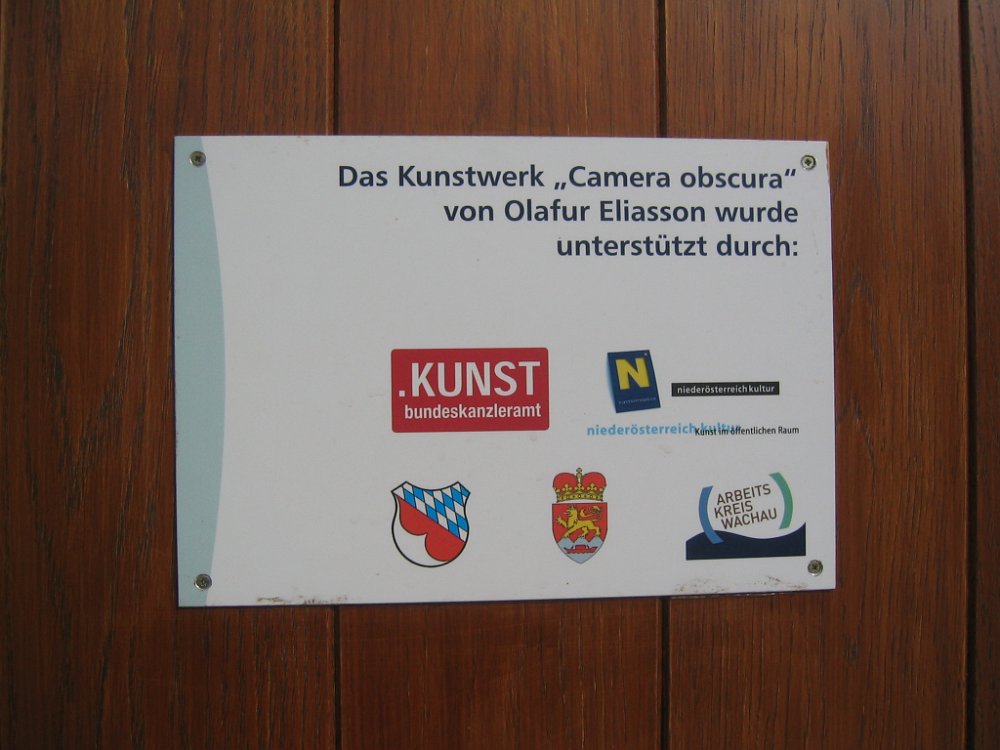 Das Kunstwerk „Camera obscura“
von Olafur Eliasson wurde
unterstützt durch:
.KUNST
bundeskanzleramt
N
niederösterreich kultur
niederösterreich kultur
Kunst im öffentlichen Raum
ARBEITS
KREIS
WACHAU